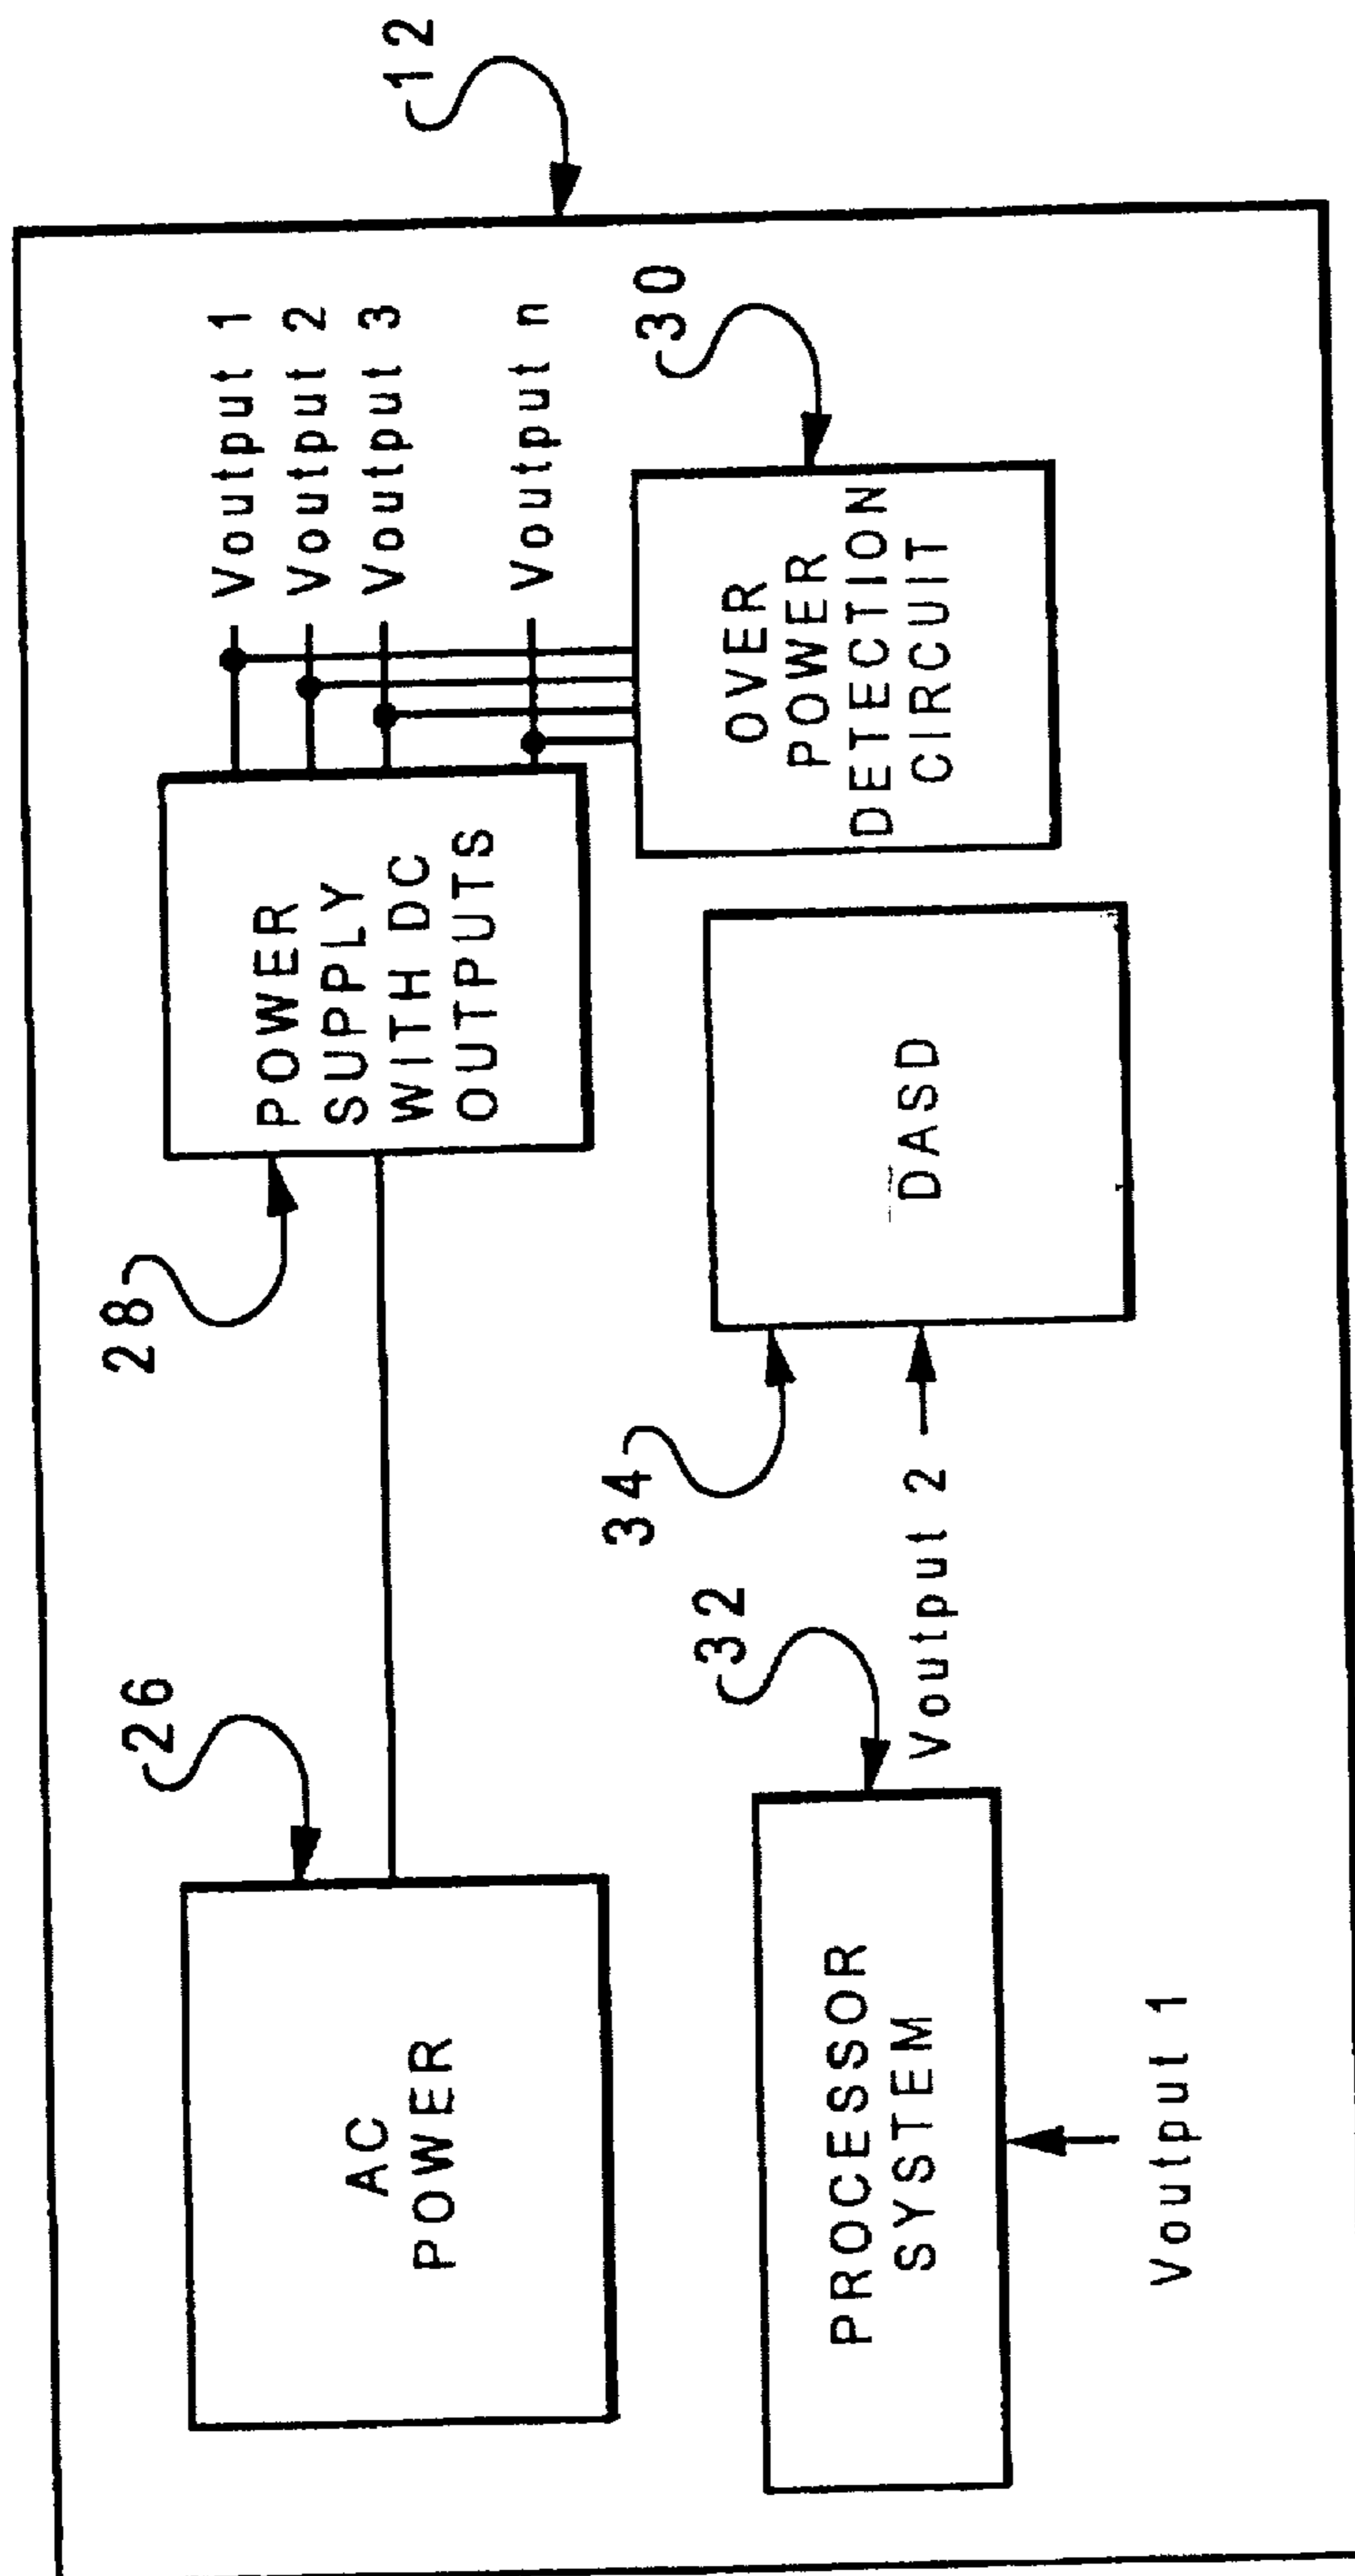 12
26
28
AC
POWER
POWER
SUPPLY
WITH DC
OUTPUTS
Voutput 1
Voutput 2
Voutput 3
Voutput n
32
34
30
PROCESSOR
SYSTEM
Voutput 2
DASD
OVER
POWER
DETECTION
CIRCUIT
Voutput 1